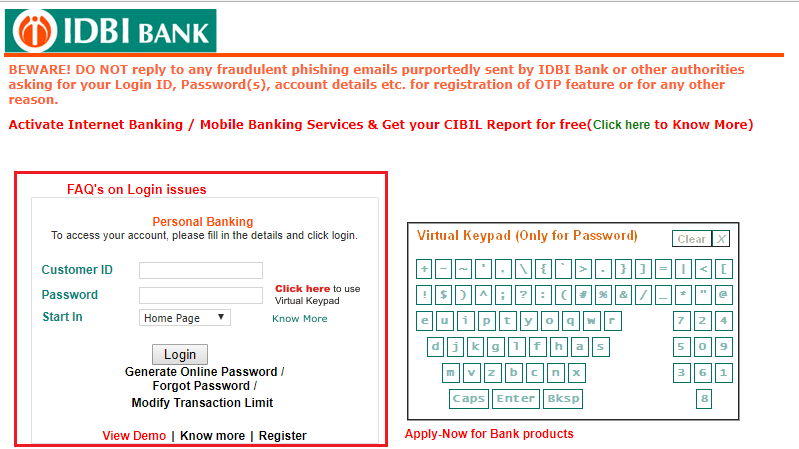 IDBI BANK
BEWARE! DO NOT reply to any fraudulent phishing emails purportedly sent by IDBI Bank or other authorities
asking for your Login ID, Password(s), account details etc. for registration of OTP feature or for any other
reason.
Activate Internet Banking / Mobile Banking Services & Get your CIBIL Report for free(Click here to Know More)
FAQ's on Login issues
Personal Banking
To access your account, please fill in the details and click login.
Customer ID
Password
Click here to use
Virtual Keypad
Start In
Home Page ▼
Know More
Login
Generate Online Password /
Forgot Password /
Modify Transaction Limit
View Demo | Know more | Register
Virtual Keypad (Only for Password)
Clear X
+ - ~ ' . \ { ` > . } ] = | < [
! $ ) ^ ; ? : ( # % & / _ * " @
e u i p t y o q w r 7 2 4
d j k g l f h a s 5 0 9
m v z b c n x 3 6 1
Caps Enter Bksp 8
Apply-Now for Bank products